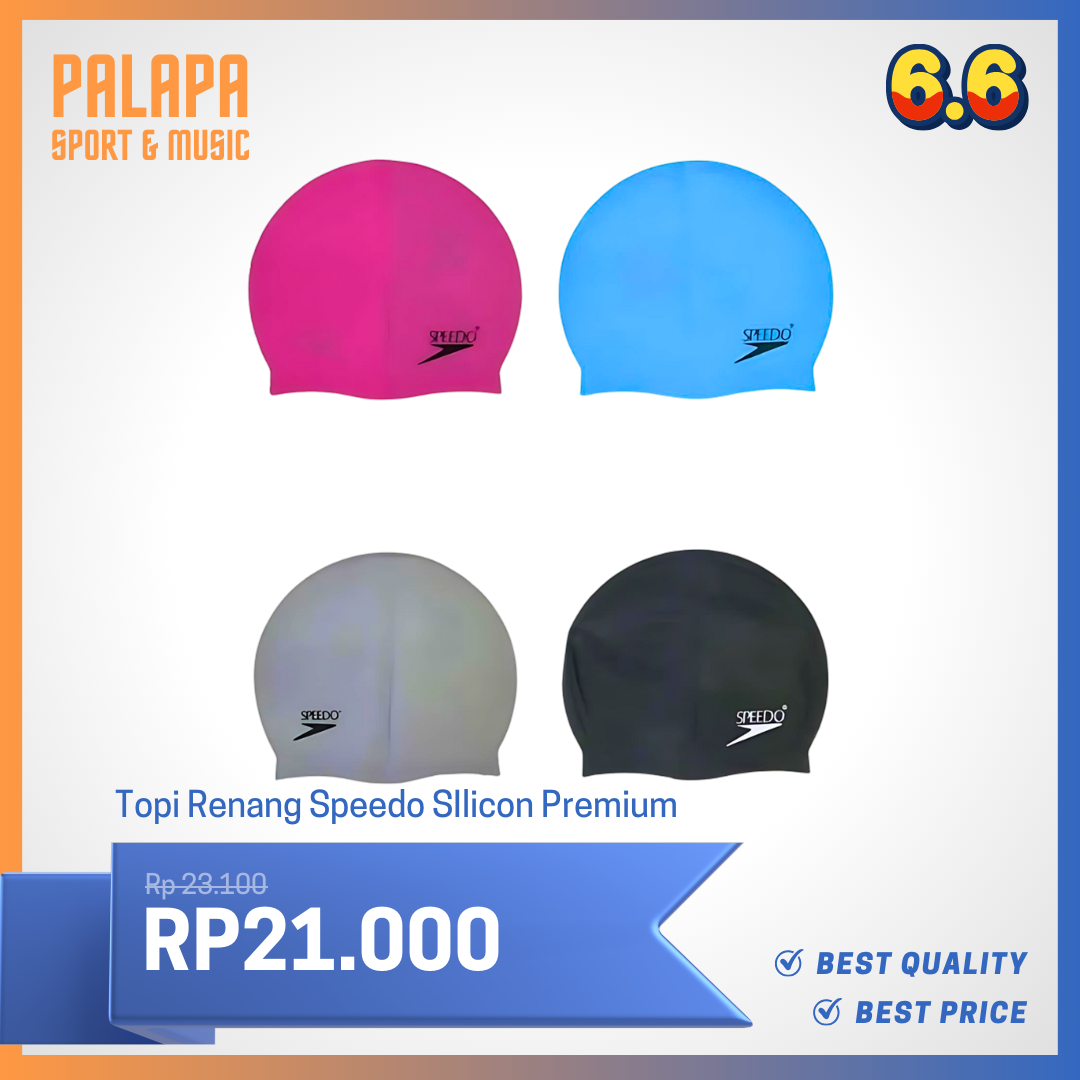 PALAPA
SPORT & MUSIC
6.6
SPEEDO®
SPEEDO®
SPEEDO
SPEEDO®
Topi Renang Speedo SIlicon Premium
Rp 23.100
RP21.000
BEST QUALITY
BEST PRICE